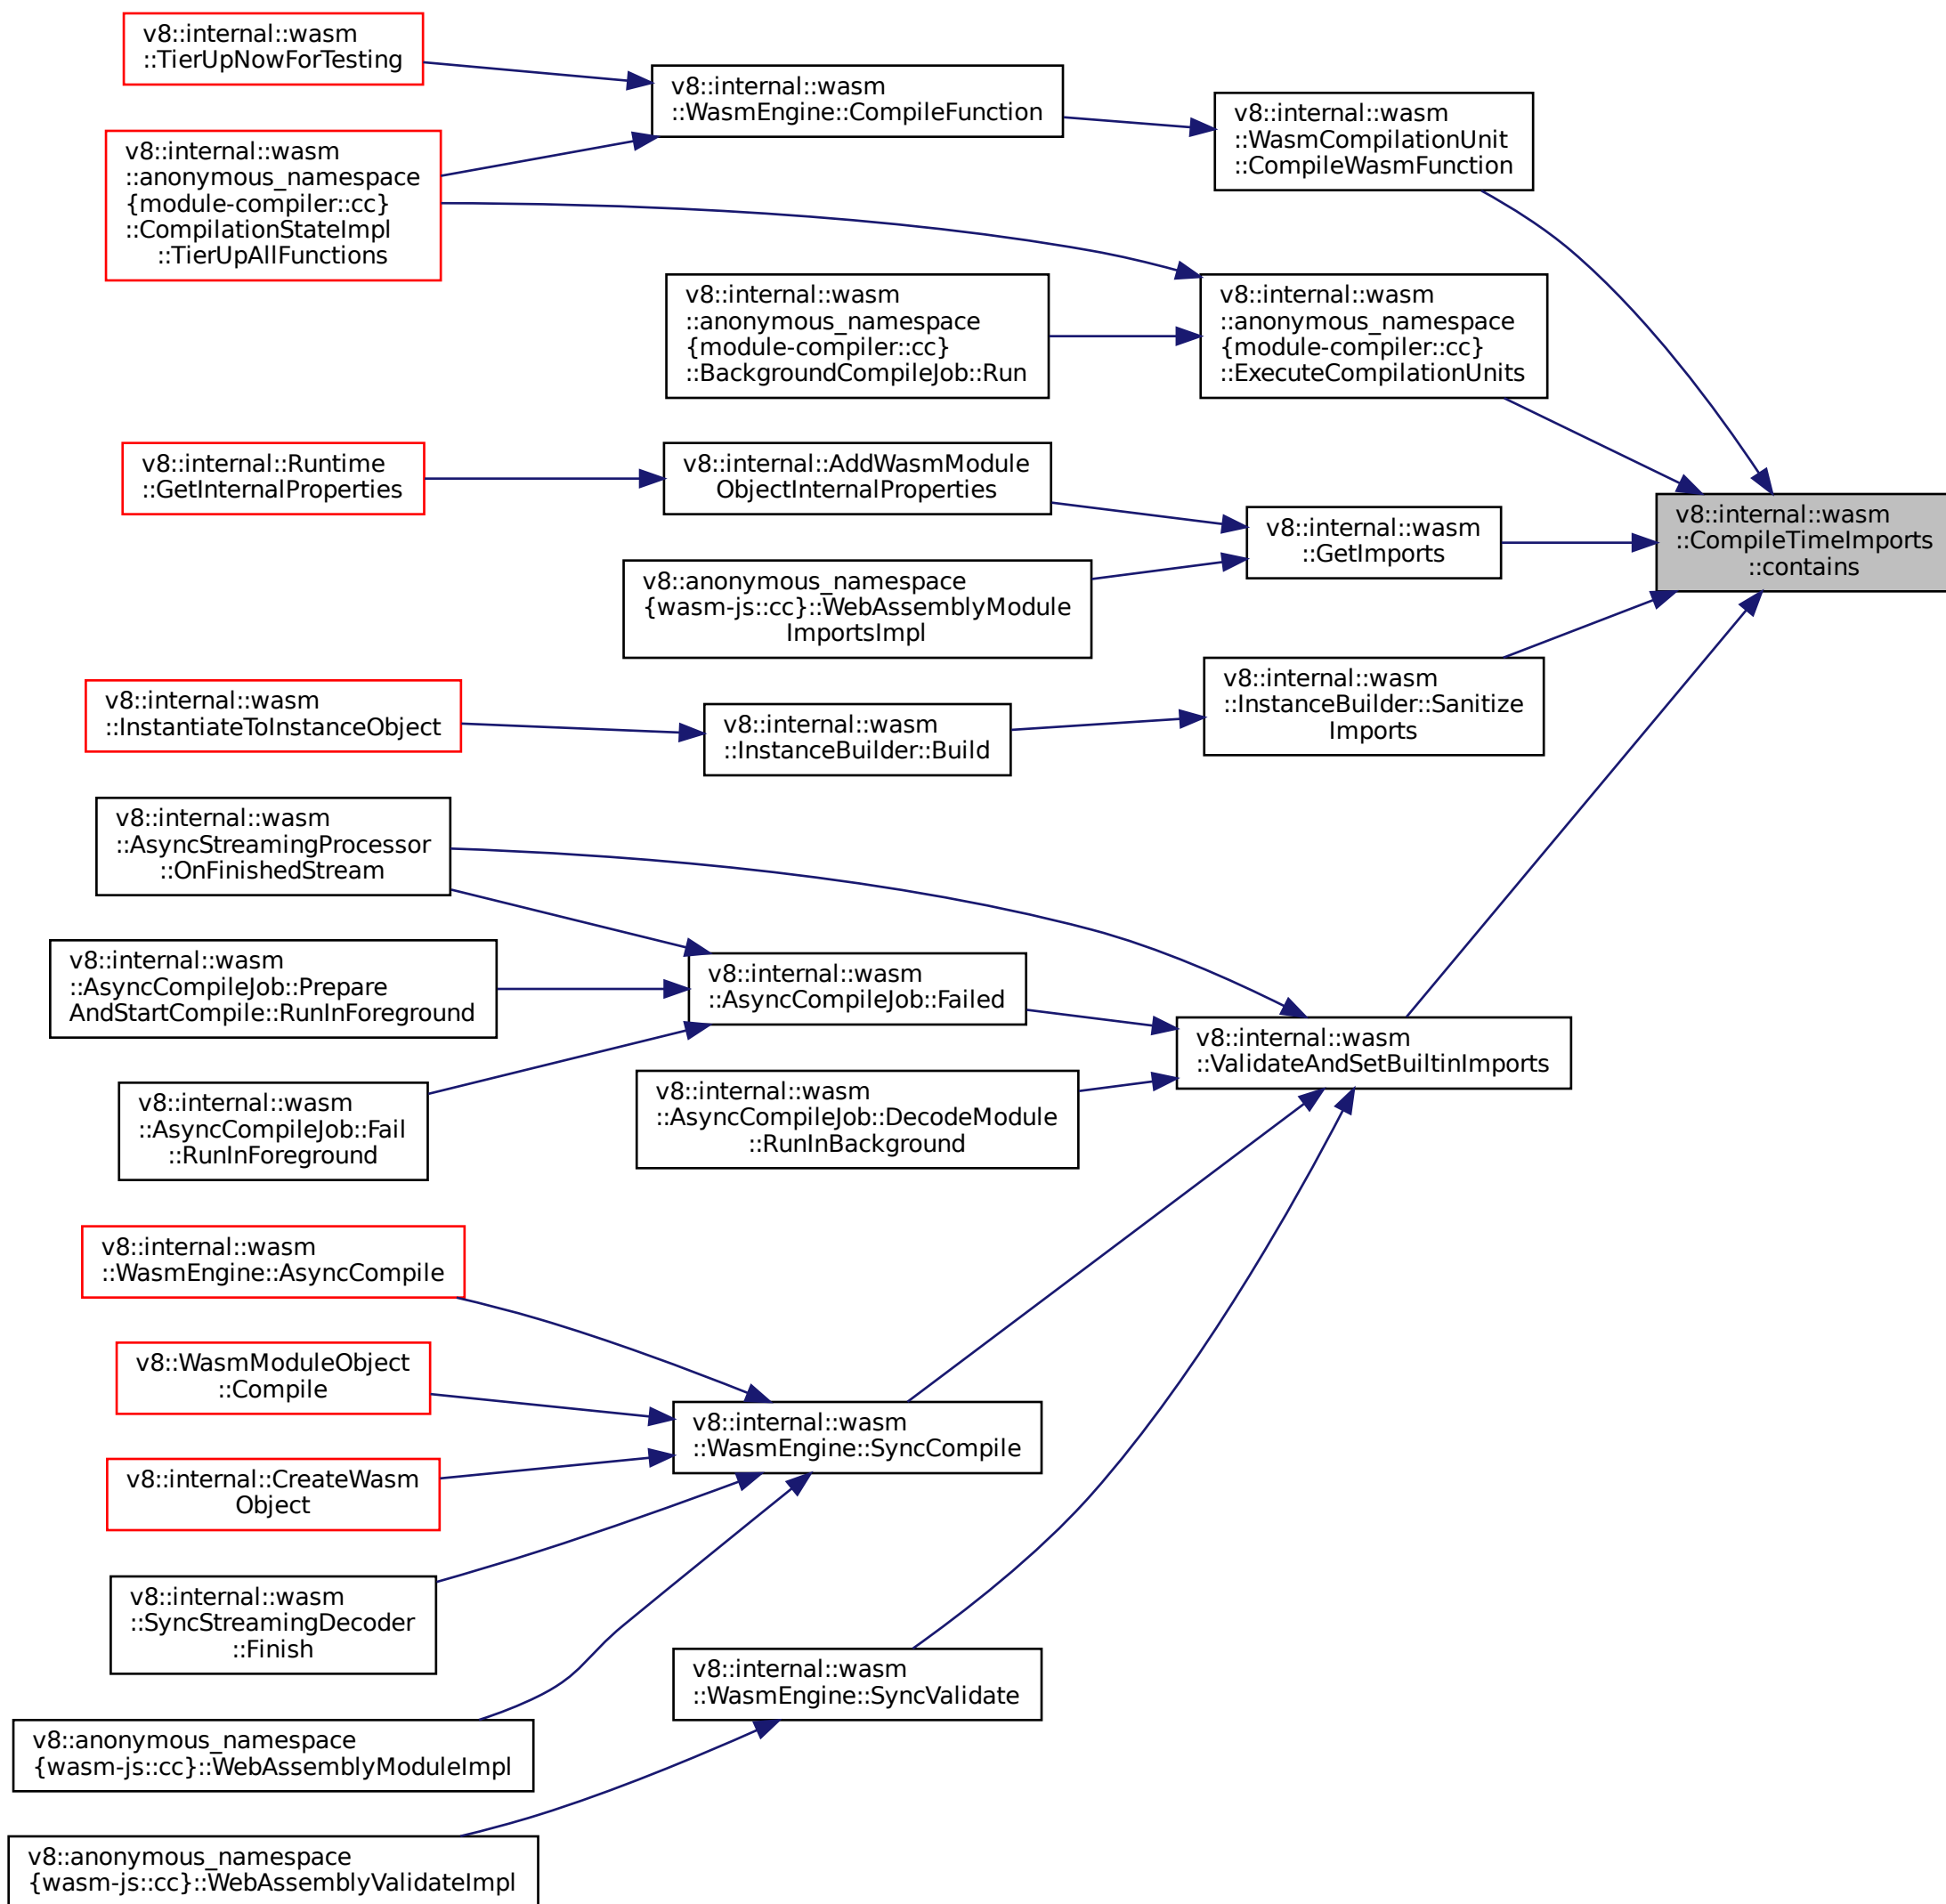 v8::internal::wasm
::TierUpNowForTesting
v8::internal::wasm
::anonymous_namespace
{module-compiler::cc}
::CompilationStateImpl
::TierUpAllFunctions
v8::internal::wasm
::WasmEngine::CompileFunction
v8::internal::wasm
::WasmCompilationUnit
::CompileWasmFunction
v8::internal::wasm
::anonymous_namespace
{module-compiler::cc}
::BackgroundCompileJob::Run
v8::internal::wasm
::anonymous_namespace
{module-compiler::cc}
::ExecuteCompilationUnits
v8::internal::Runtime
::GetInternalProperties
v8::internal::AddWasmModule
ObjectInternalProperties
v8::internal::wasm
::GetImports
v8::internal::wasm
::CompileTimeImports
::contains
v8::anonymous_namespace
{wasm-js::cc}::WebAssemblyModule
ImportsImpl
v8::internal::wasm
::InstantiateToInstanceObject
v8::internal::wasm
::InstanceBuilder::Build
v8::internal::wasm
::InstanceBuilder::Sanitize
Imports
v8::internal::wasm
::AsyncStreamingProcessor
::OnFinishedStream
v8::internal::wasm
::AsyncCompileJob::Prepare
AndStartCompile::RunInForeground
v8::internal::wasm
::AsyncCompileJob::Failed
v8::internal::wasm
::ValidateAndSetBuiltinImports
v8::internal::wasm
::AsyncCompileJob::Fail
::RunInForeground
v8::internal::wasm
::AsyncCompileJob::DecodeModule
::RunInBackground
v8::internal::wasm
::WasmEngine::AsyncCompile
v8::WasmModuleObject
::Compile
v8::internal::wasm
::WasmEngine::SyncCompile
v8::internal::CreateWasm
Object
v8::internal::wasm
::SyncStreamingDecoder
::Finish
v8::internal::wasm
::WasmEngine::SyncValidate
v8::anonymous_namespace
{wasm-js::cc}::WebAssemblyModuleImpl
v8::anonymous_namespace
{wasm-js::cc}::WebAssemblyValidateImpl